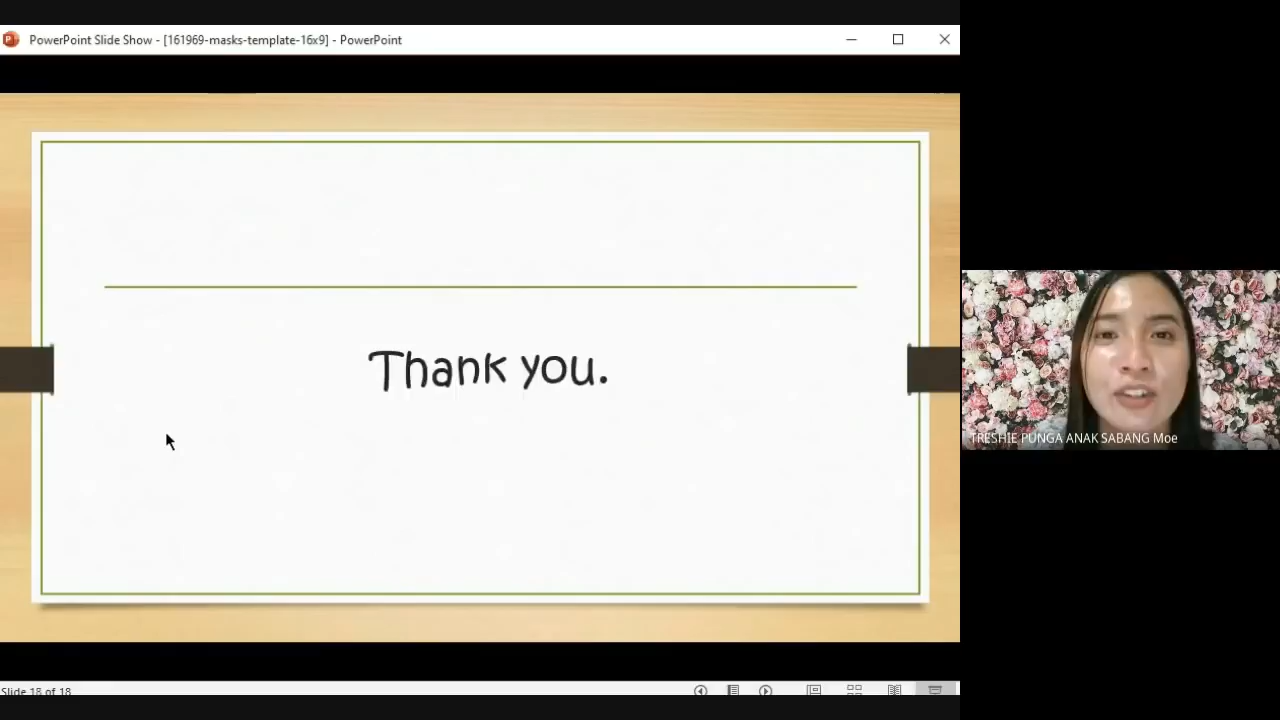 PowerPoint Slide Show - [161969-masks-template-16x9] - PowerPoint
Thank you.
TRESHIE PUNGA ANAK SABANG Moe
Slide 18 of 18